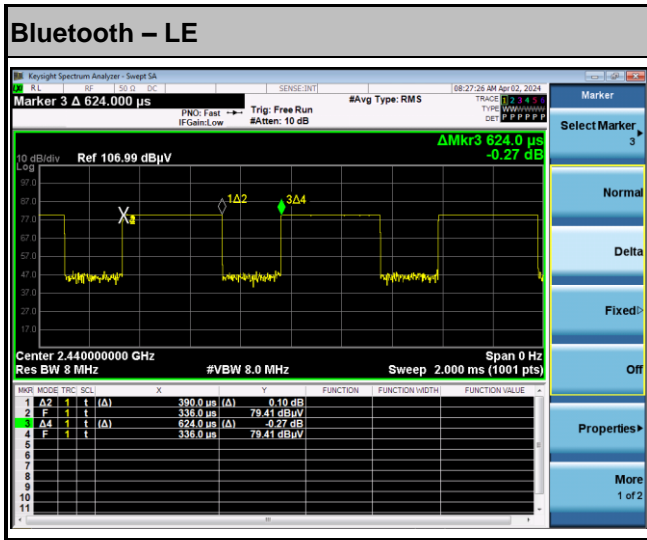 Bluetooth – LE
Keysight Spectrum Analyzer - Swept SA
RL RF 50 Ω DC SENSE:INT 08:27:26 AM Apr 02, 2024
Marker 3 Δ 624.000 µs
PNO: Fast
IFGain:Low
Trig: Free Run
#Atten: 10 dB
#Avg Type: RMS
TRACE 1 2 3 4 5 6
TYPE WWWWWW
DET P P P P P P
ΔMkr3 624.0 µs
-0.27 dB
10 dB/div Ref 106.99 dBµV
Log
97.0
87.0
77.0
67.0
57.0
47.0
37.0
27.0
17.0
1Δ2
3Δ4
Center 2.440000000 GHz Span 0 Hz
Res BW 8 MHz #VBW 8.0 MHz Sweep 2.000 ms (1001 pts)
MKR MODE TRC SCL X Y FUNCTION FUNCTION WIDTH FUNCTION VALUE
1 Δ2 1 t (Δ) 390.0 µs (Δ) 0.10 dB
2 F 1 t 336.0 µs 79.41 dBuV
3 Δ4 1 t (Δ) 624.0 µs (Δ) -0.27 dB
4 F 1 t 336.0 µs 79.41 dBuV
5
6
7
8
9
10
11
Marker
Select Marker
3
Normal
Delta
Fixed
Off
Properties
More
1 of 2